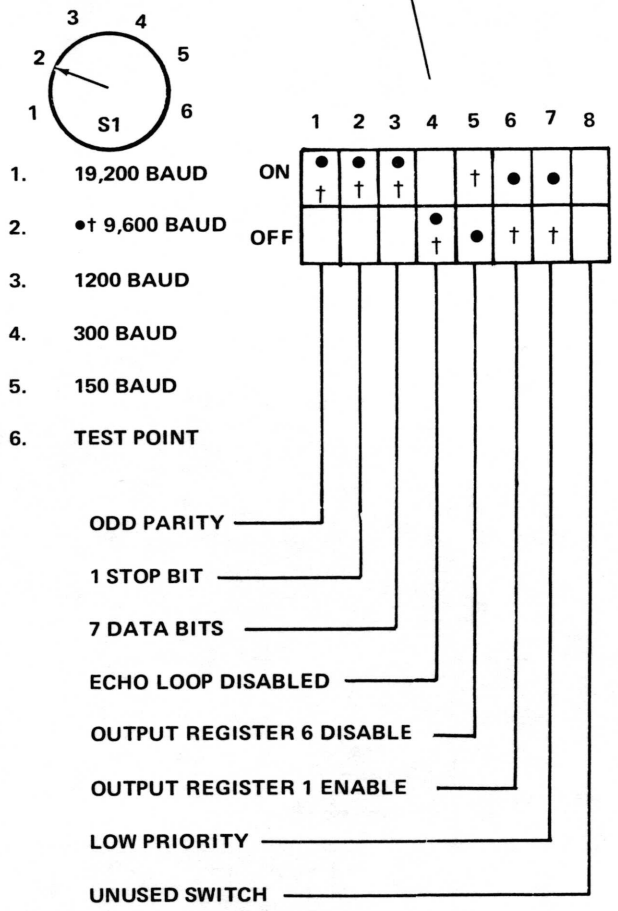 3 4
2 5
1 6
S1
1 2 3 4 5 6 7 8
ON ● ● ● † ● ●
† † †
OFF ● ● † †
†
1. 19,200 BAUD
2. ●† 9,600 BAUD
3. 1200 BAUD
4. 300 BAUD
5. 150 BAUD
6. TEST POINT
ODD PARITY
1 STOP BIT
7 DATA BITS
ECHO LOOP DISABLED
OUTPUT REGISTER 6 DISABLE
OUTPUT REGISTER 1 ENABLE
LOW PRIORITY
UNUSED SWITCH